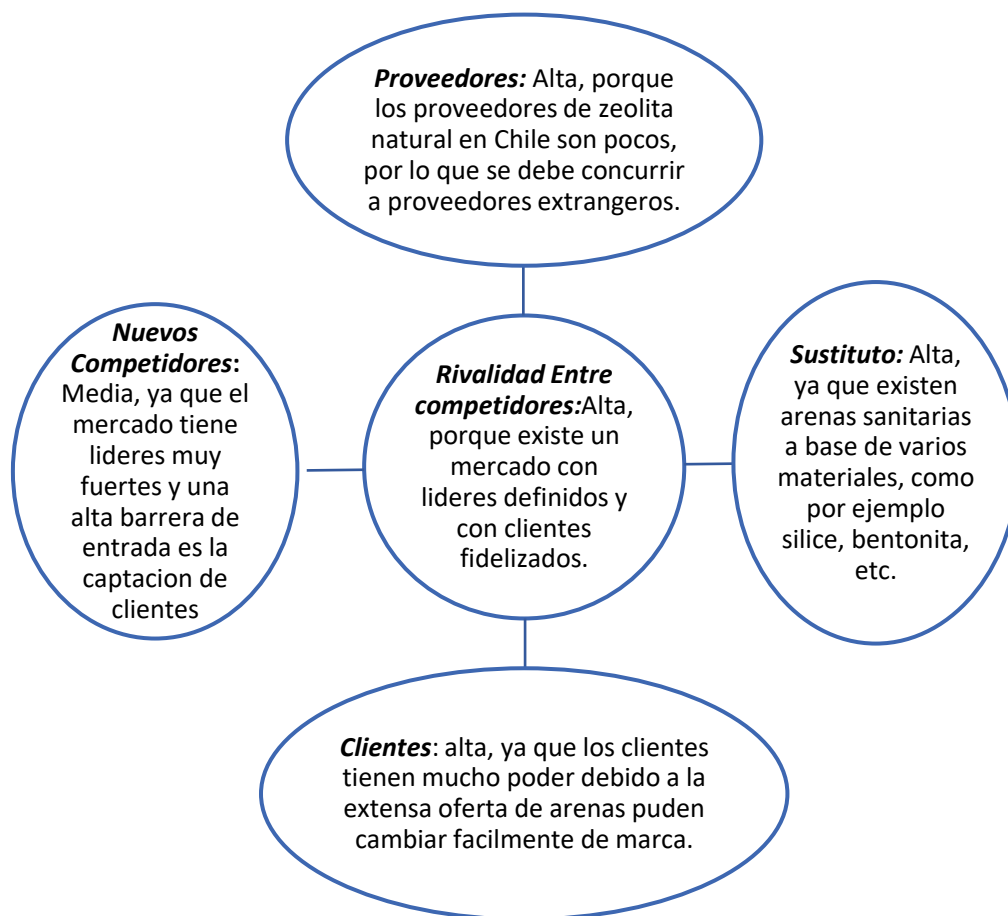 Proveedores: Alta, porque
los proveedores de zeolita
natural en Chile son pocos,
por lo que se debe concurrir
a proveedores extrangeros.
Nuevos
Competidores:
Media, ya que el
mercado tiene
lideres muy
fuertes y una
alta barrera de
entrada es la
captacion de
clientes
Rivalidad Entre
competidores:Alta,
porque existe un
mercado con
lideres definidos y
con clientes
fidelizados.
Sustituto: Alta,
ya que existen
arenas sanitarias
a base de varios
materiales, como
por ejemplo
silice, bentonita,
etc.
Clientes: alta, ya que los clientes
tienen mucho poder debido a la
extensa oferta de arenas puden
cambiar facilmente de marca.